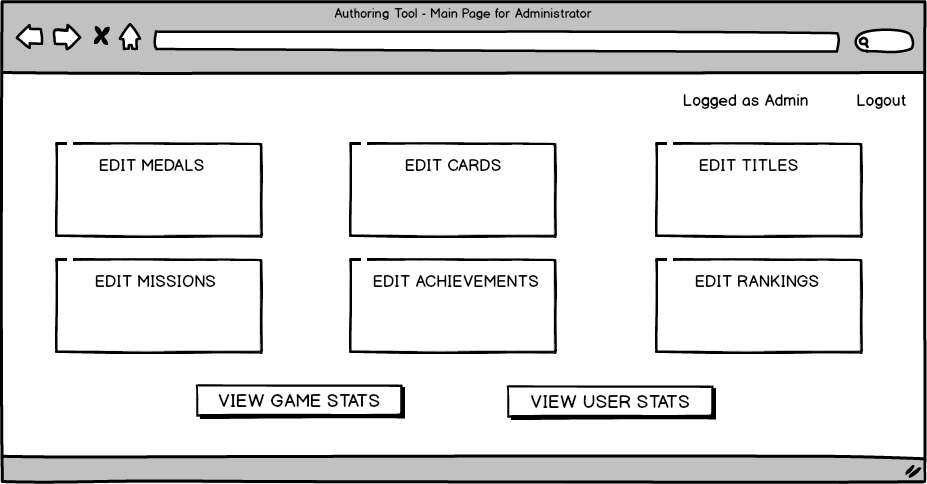 Authoring Tool - Main Page for Administrator
Logged as Admin Logout
EDIT MEDALS EDIT CARDS EDIT TITLES
EDIT MISSIONS EDIT ACHIEVEMENTS EDIT RANKINGS
VIEW GAME STATS VIEW USER STATS